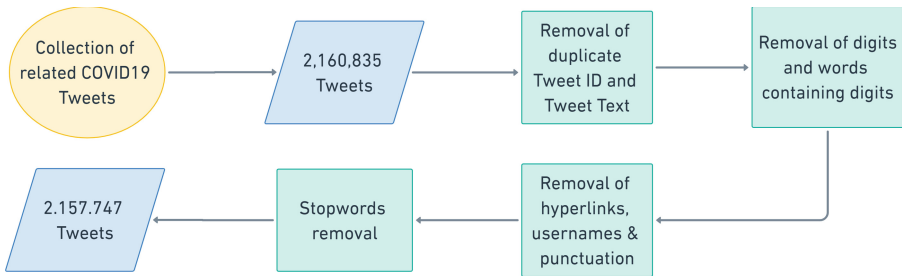 Collection of
related COVID19
Tweets
2,160,835
Tweets
Removal of
duplicate
Tweet ID and
Tweet Text
Removal of digits
and words
containing digits
Removal of
hyperlinks,
usernames &
punctuation
Stopwords
removal
2.157.747
Tweets